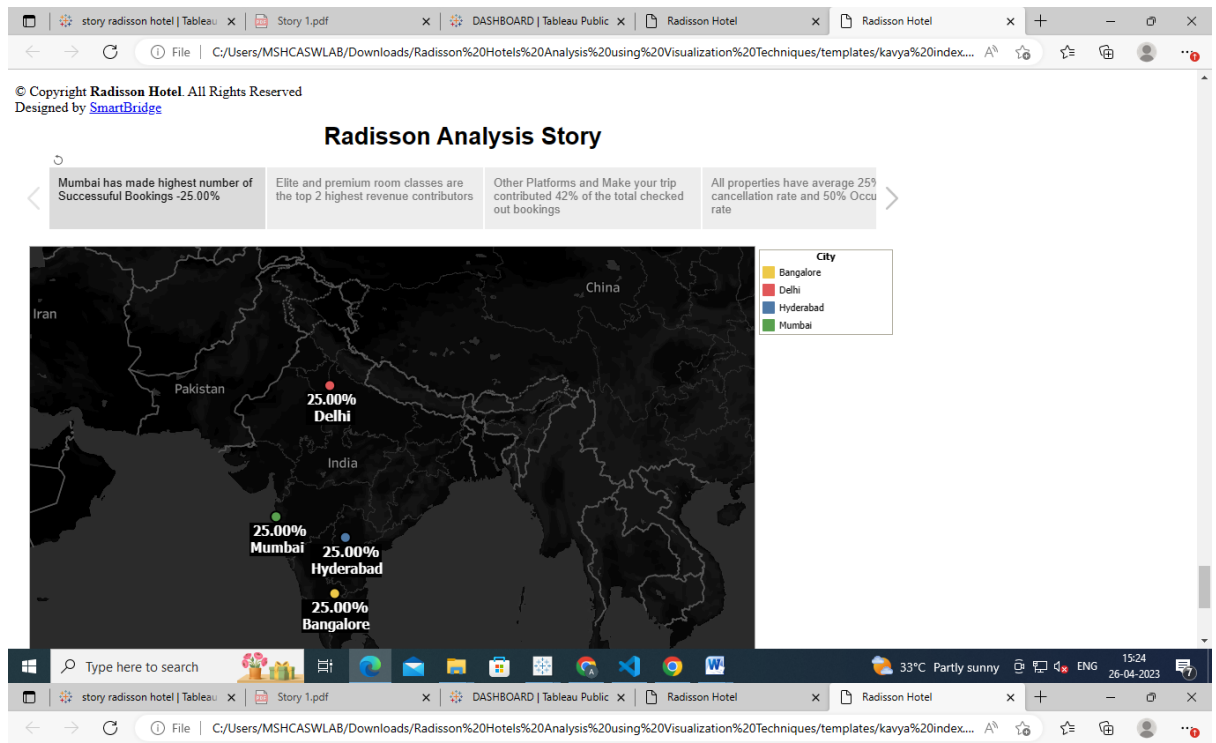 story radisson hotel | Tableau
Story 1.pdf
DASHBOARD | Tableau Public
Radisson Hotel
Radisson Hotel
File
C:/Users/MSHCASWLAB/Downloads/Radisson%20Hotels%20Analysis%20using%20Visualization%20Techniques/templates/kavya%20index....
© Copyright Radisson Hotel. All Rights Reserved
Designed by SmartBridge
Radisson Analysis Story
Mumbai has made highest number of
Successuful Bookings -25.00%
Elite and premium room classes are
the top 2 highest revenue contributors
Other Platforms and Make your trip
contributed 42% of the total checked
out bookings
All properties have average 25%
cancellation rate and 50% Occu
rate
City
Bangalore
Delhi
Hyderabad
Mumbai
China
Iran
Pakistan
25.00%
Delhi
India
25.00%
Mumbai
25.00%
Hyderabad
25.00%
Bangalore
Type here to search
33°C Partly sunny
ENG
15:24
26-04-2023
7
story radisson hotel | Tableau
Story 1.pdf
DASHBOARD | Tableau Public
Radisson Hotel
Radisson Hotel
File
C:/Users/MSHCASWLAB/Downloads/Radisson%20Hotels%20Analysis%20using%20Visualization%20Techniques/templates/kavya%20index....